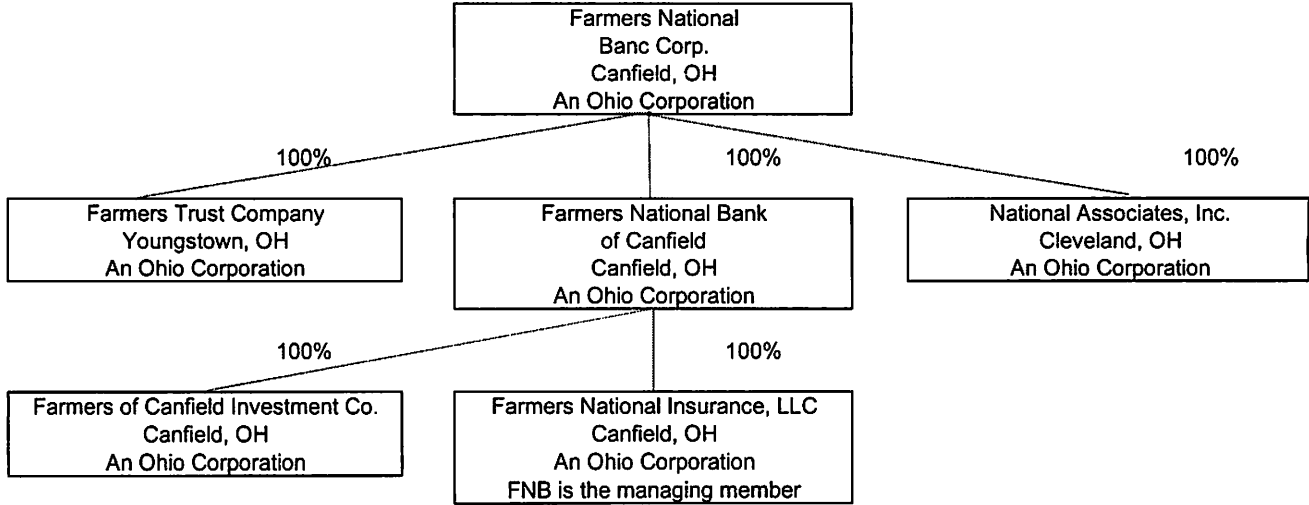 Farmers National
Banc Corp.
Canfield, OH
An Ohio Corporation
100%
100%
100%
Farmers Trust Company
Youngstown, OH
An Ohio Corporation
Farmers National Bank
of Canfield
Canfield, OH
An Ohio Corporation
National Associates, Inc.
Cleveland, OH
An Ohio Corporation
100%
100%
Farmers of Canfield Investment Co.
Canfield, OH
An Ohio Corporation
Farmers National Insurance, LLC
Canfield, OH
An Ohio Corporation
FNB is the managing member